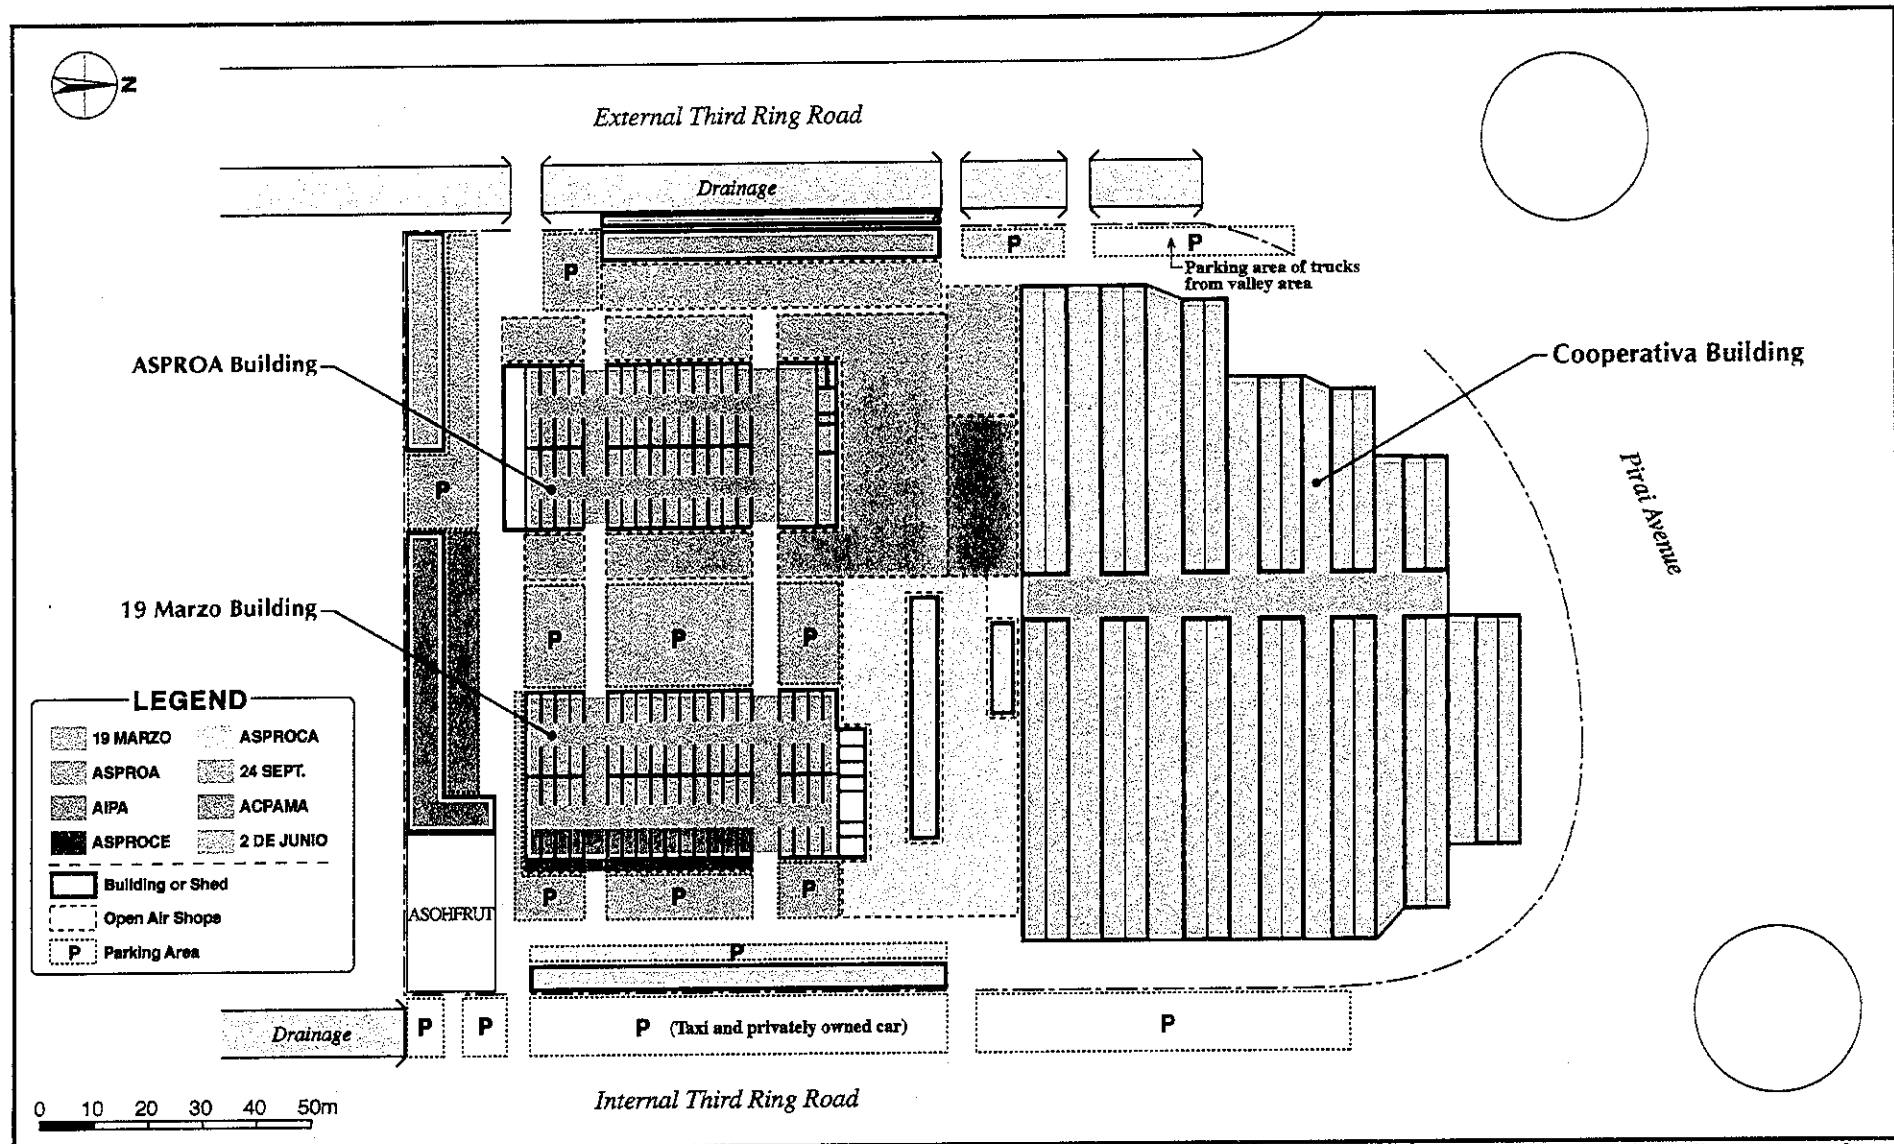 N
External Third Ring Road
Drainage
P
P
P
Parking area of trucks
from valley area
ASPROA Building
Cooperativa Building
P
Pirai Avenue
19 Marzo Building
P
P
P
LEGEND
19 MARZO
ASPROCA
ASPROA
24 SEPT.
AIPA
ACPAMA
ASPROCE
2 DE JUNIO
Building or Shed
Open Air Shops
P Parking Area
P
P
P
ASOHFRUT
P
Drainage
P
P
P (Taxi and privately owned car)
P
0 10 20 30 40 50m
Internal Third Ring Road